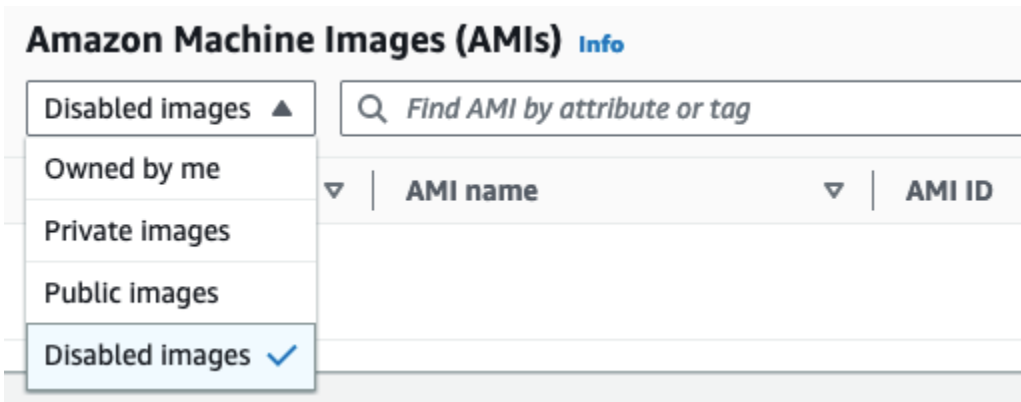 Amazon Machine Images (AMIs) Info
Disabled images
Find AMI by attribute or tag
Owned by me
AMI name
AMI ID
Private images
Public images
Disabled images